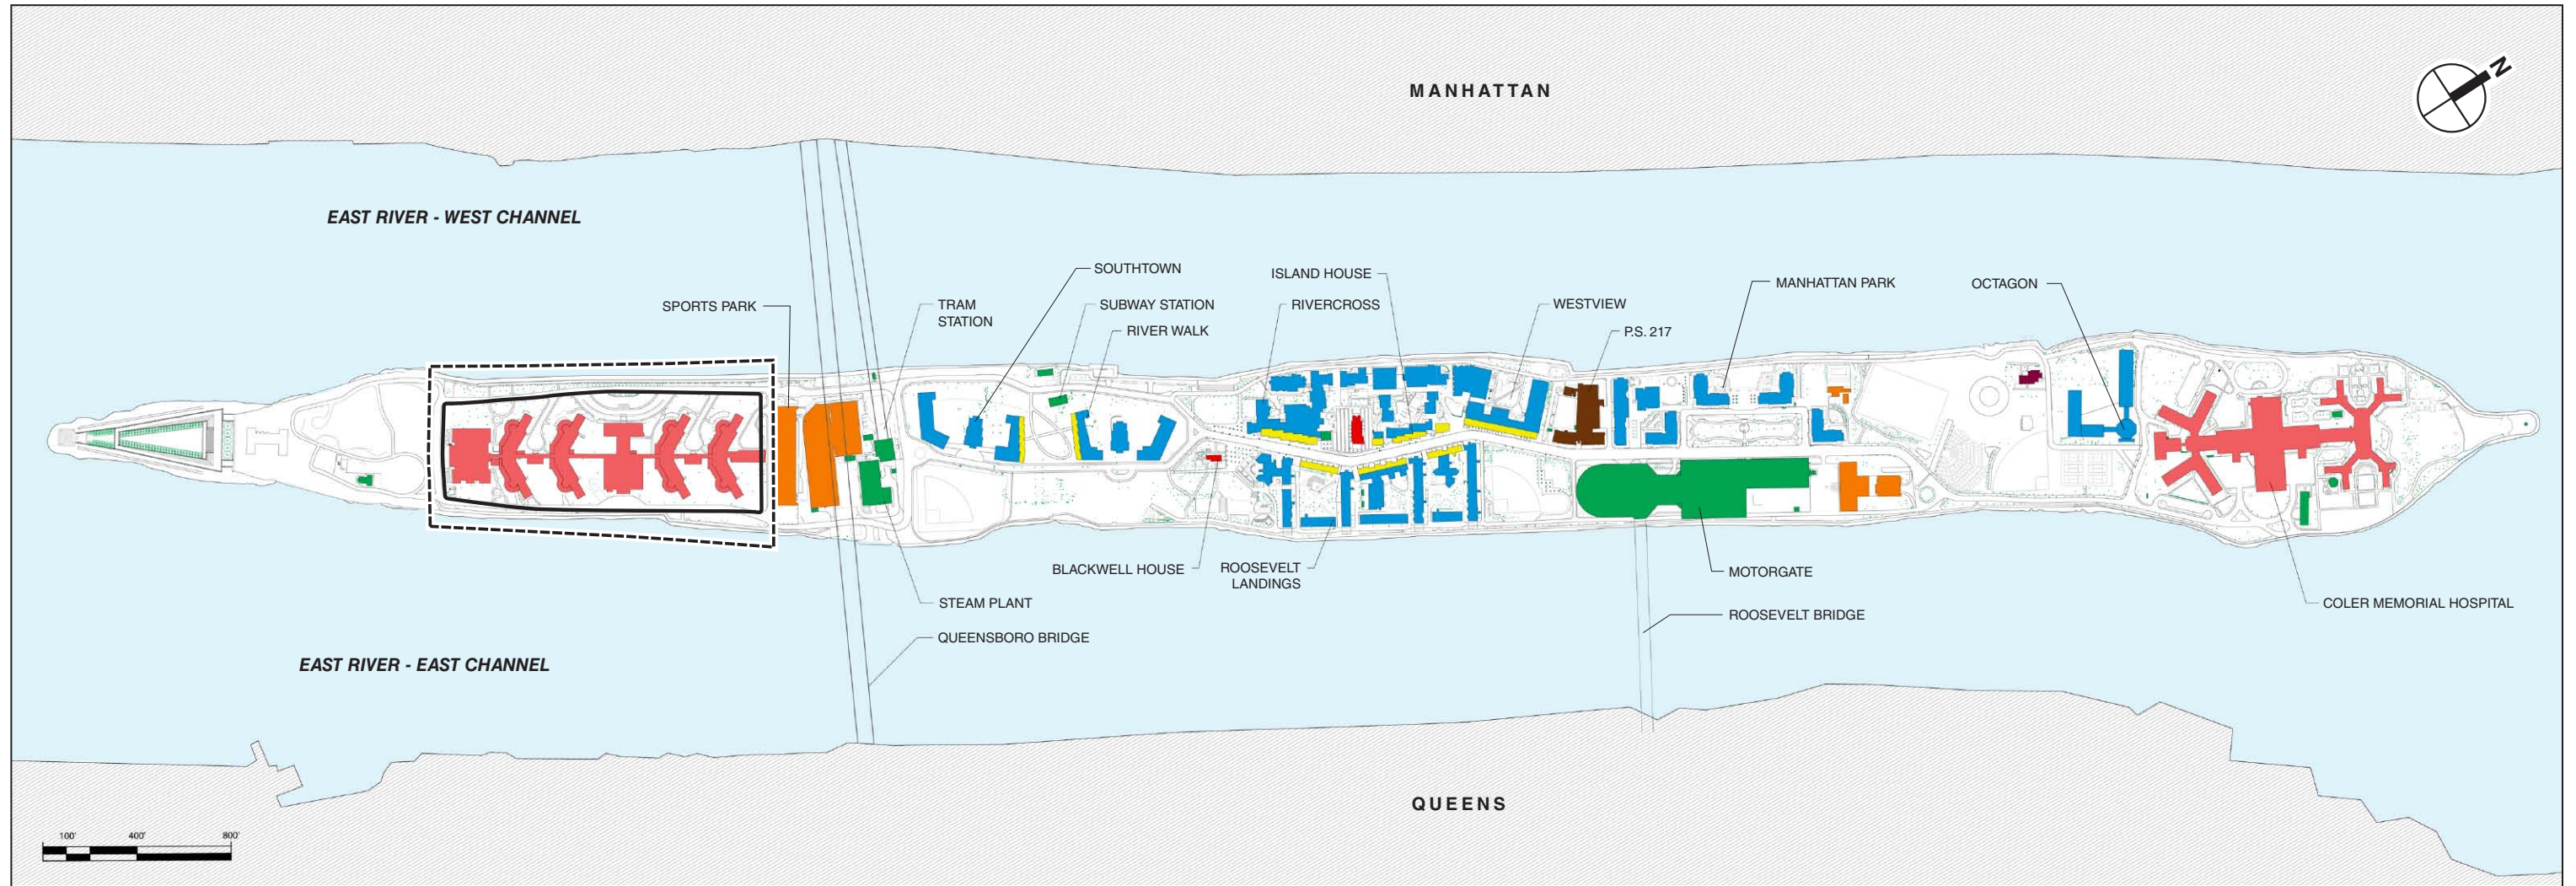 MANHATTAN
N
EAST RIVER - WEST CHANNEL
SOUTHTOWN
ISLAND HOUSE
MANHATTAN PARK
OCTAGON
SPORTS PARK
TRAM
STATION
SUBWAY STATION
RIVERCROSS
WESTVIEW
RIVER WALK
P.S. 217
BLACKWELL HOUSE
ROOSEVELT
LANDINGS
MOTORGATE
STEAM PLANT
COLER MEMORIAL HOSPITAL
ROOSEVELT BRIDGE
QUEENSBORO BRIDGE
EAST RIVER - EAST CHANNEL
QUEENS
100' 400' 800'